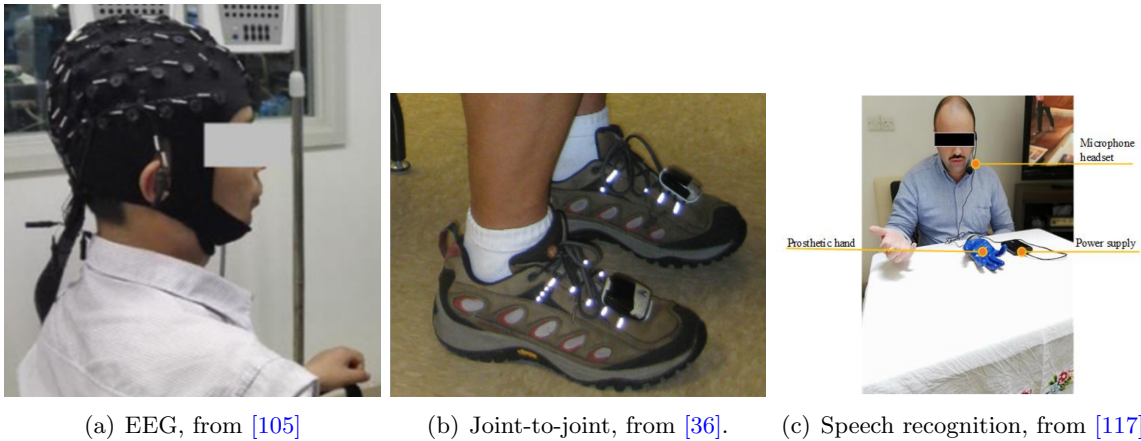 Microphone
headset
Prosthetic hand
Power supply
(a) EEG, from [105]
(b) Joint-to-joint, from [36].
(c) Speech recognition, from [117]